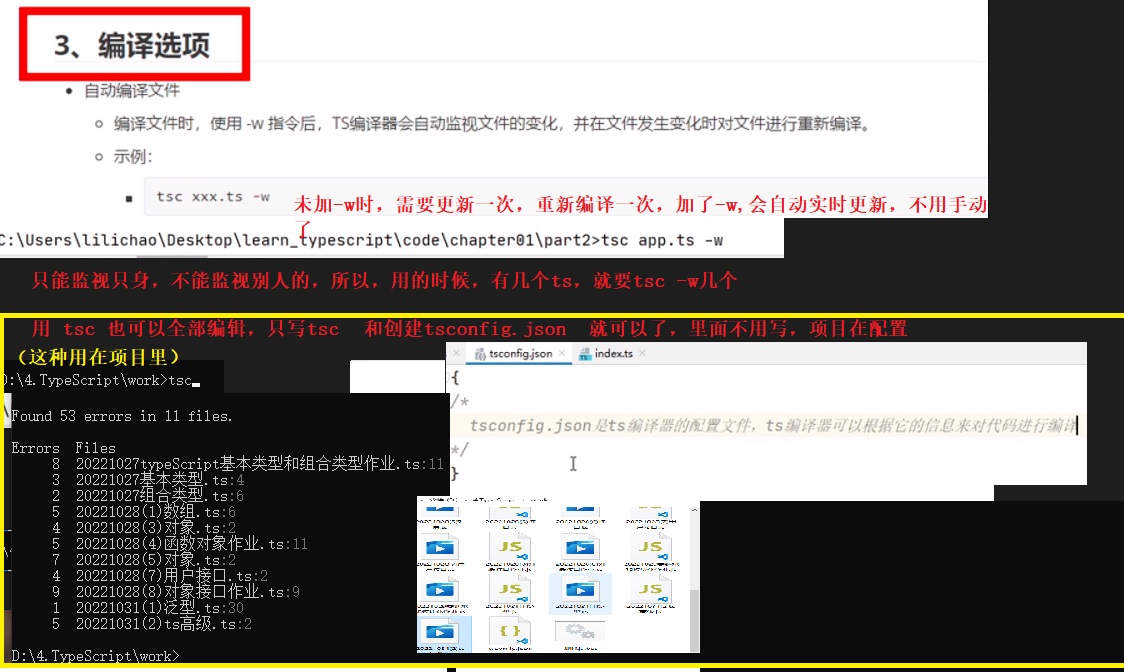 3、编译选项
自动编译文件
编译文件时，使用 -w 指令后，TS编译器会自动监视文件的变化，并在文件发生变化时对文件进行重新编译。
示例：
tsc xxx.ts -w
未加-w时，需要更新一次，重新编译一次，加了-w,会自动实时更新，不用手动
了
C:\Users\lilichao\Desktop\learn_typescript\code\chapter01\part2>tsc app.ts -w
只能监视只身，不能监视别人的，所以，用的时候，有几个ts，就要tsc -w几个
用 tsc 也可以全部编辑，只写tsc 和创建tsconfig.json 就可以了，里面不用写，项目在配置
（这种用在项目里）
D:\4.TypeScript\work>tsc
tsconfig.json
index.ts
{
/*
tsconfig.json是ts编译器的配置文件，ts编译器可以根据它的信息来对代码进行编译
*/
}
Found 53 errors in 11 files.
Errors Files
8 20221027typeScript基本类型和组合类型作业.ts:11
3 20221027基本类型.ts:4
2 20221027组合类型.ts:6
5 20221028(1)数组.ts:6
4 20221028(3)对象.ts:2
5 20221028(4)函数对象作业.ts:11
7 20221028(5)对象.ts:2
4 20221028(7)用户接口.ts:2
9 20221028(8)对象接口作业.ts:9
1 20221031(1)泛型.ts:30
5 20221031(2)ts高级.ts:2
D:\4.TypeScript\work>
JS
JS
JS
JS
tsconfig.json